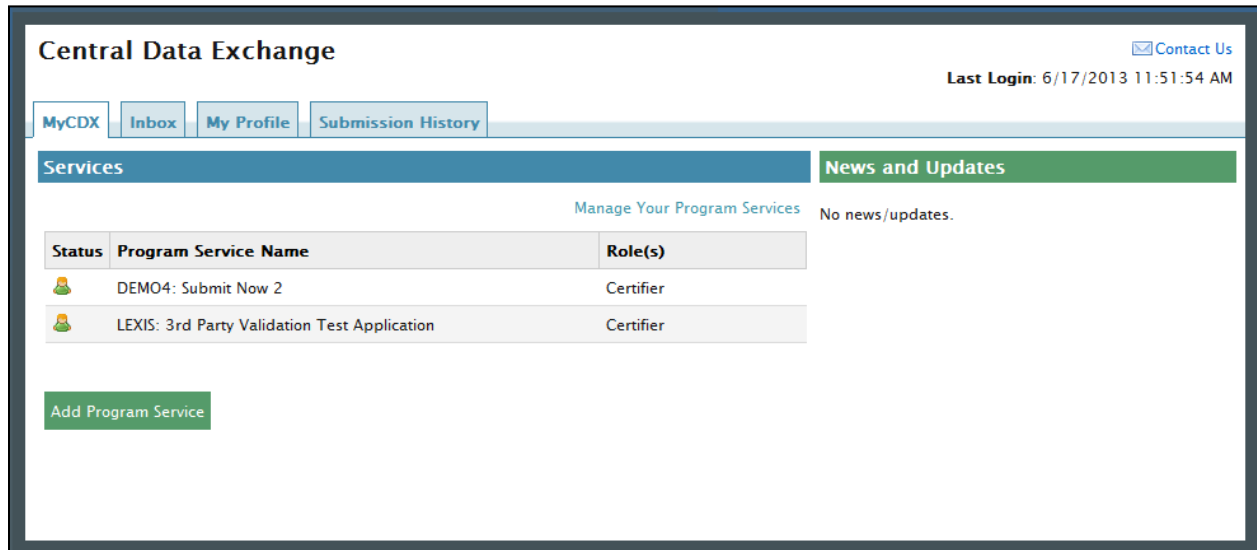 Central Data Exchange
Contact Us
Last Login: 6/17/2013 11:51:54 AM
MyCDX Inbox My Profile Submission History
Services
News and Updates
Manage Your Program Services
No news/updates.
Status Program Service Name Role(s)
DEMO4: Submit Now 2 Certifier
LEXIS: 3rd Party Validation Test Application Certifier
Add Program Service